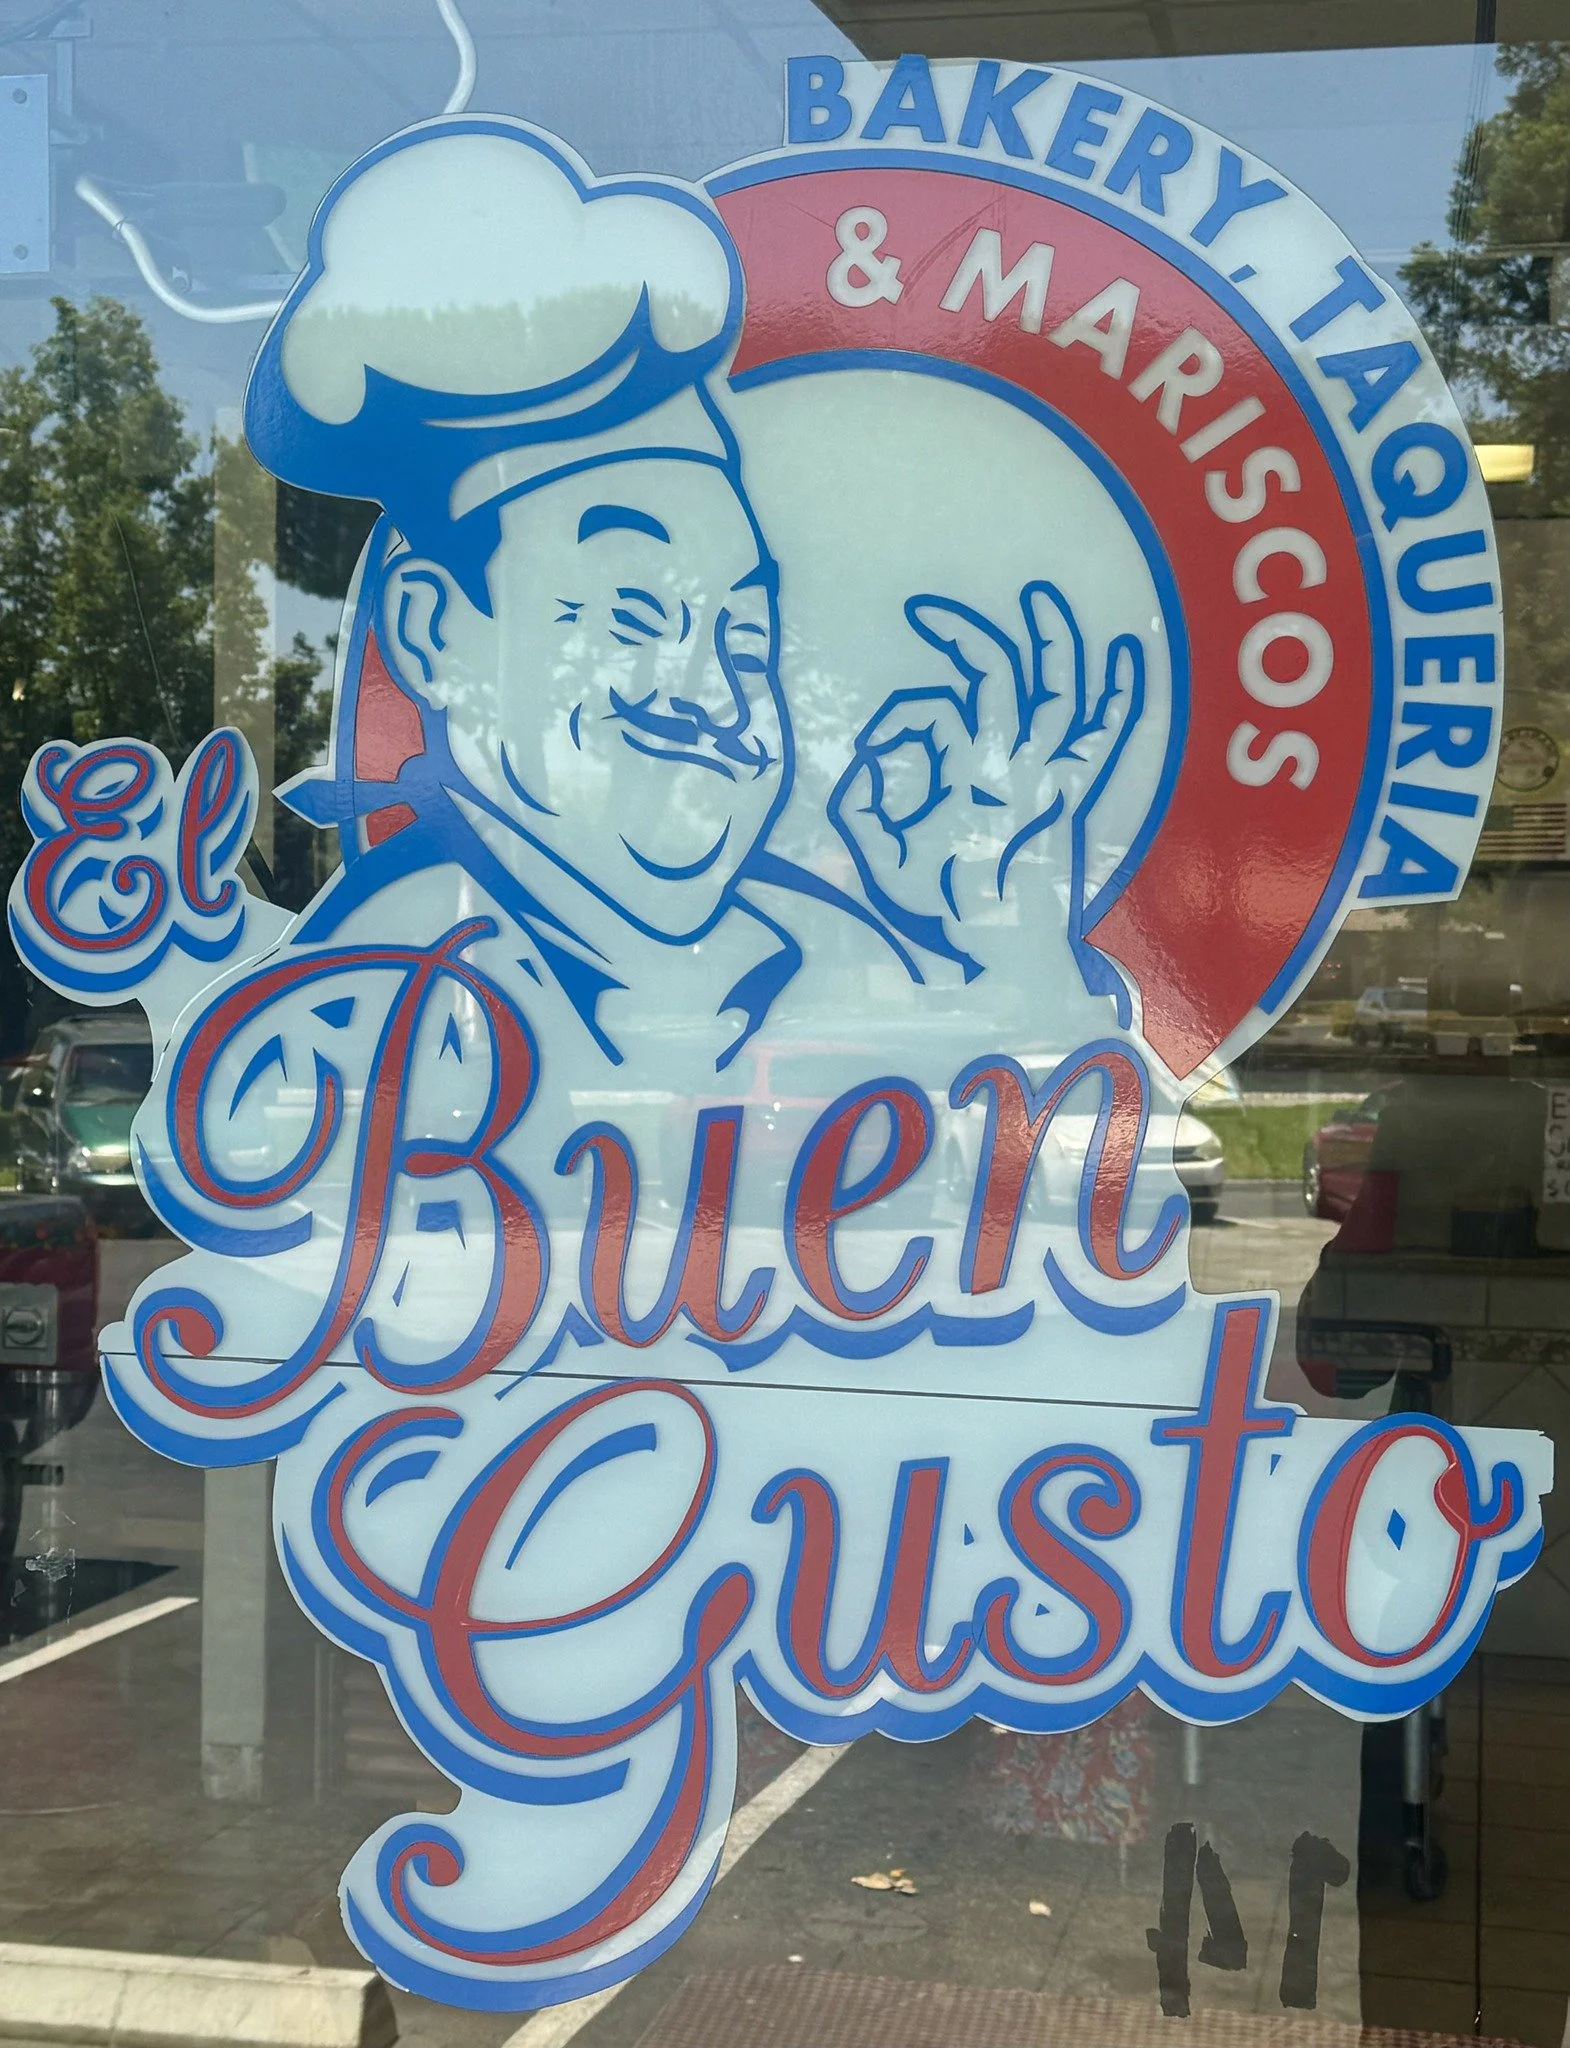 BAKERY, TAQUERIA
& MARISCOS
El
Buen
Gusto